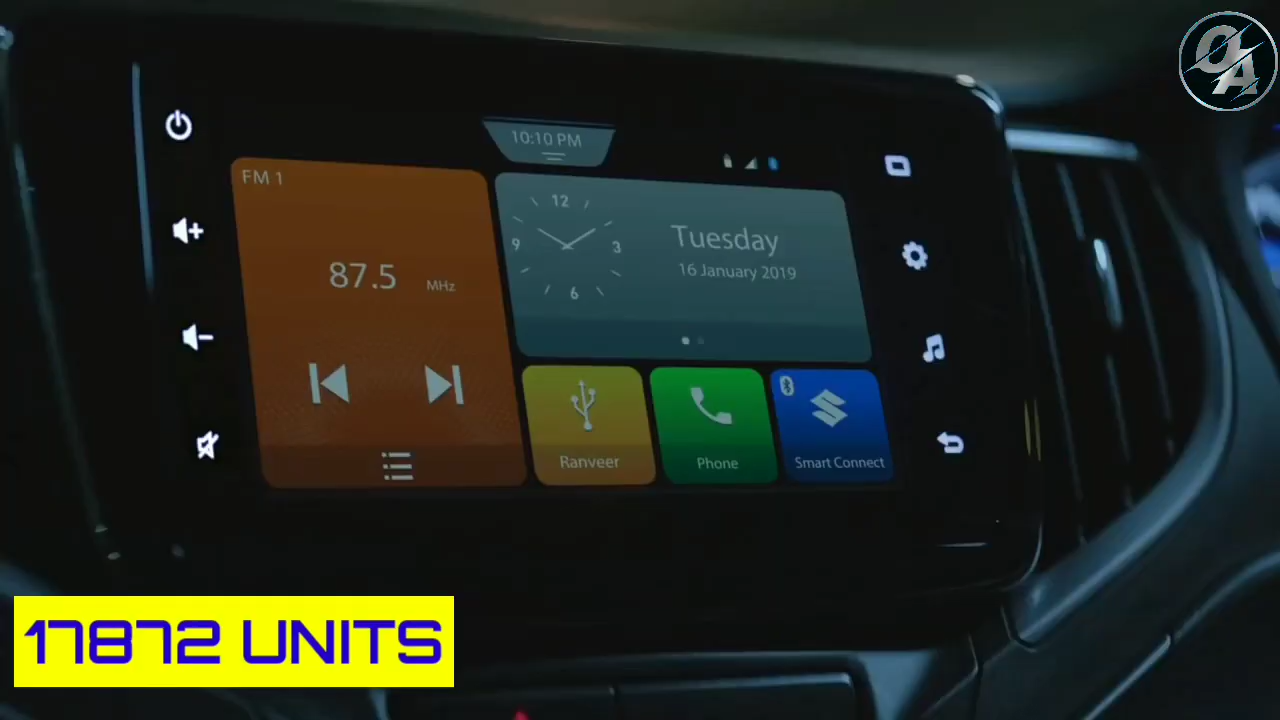 OA
10:10 PM
FM 1
87.5 MHz
12
9
3
6
Tuesday
16 January 2019
Ranveer
Phone
Smart Connect
17872 UNITS